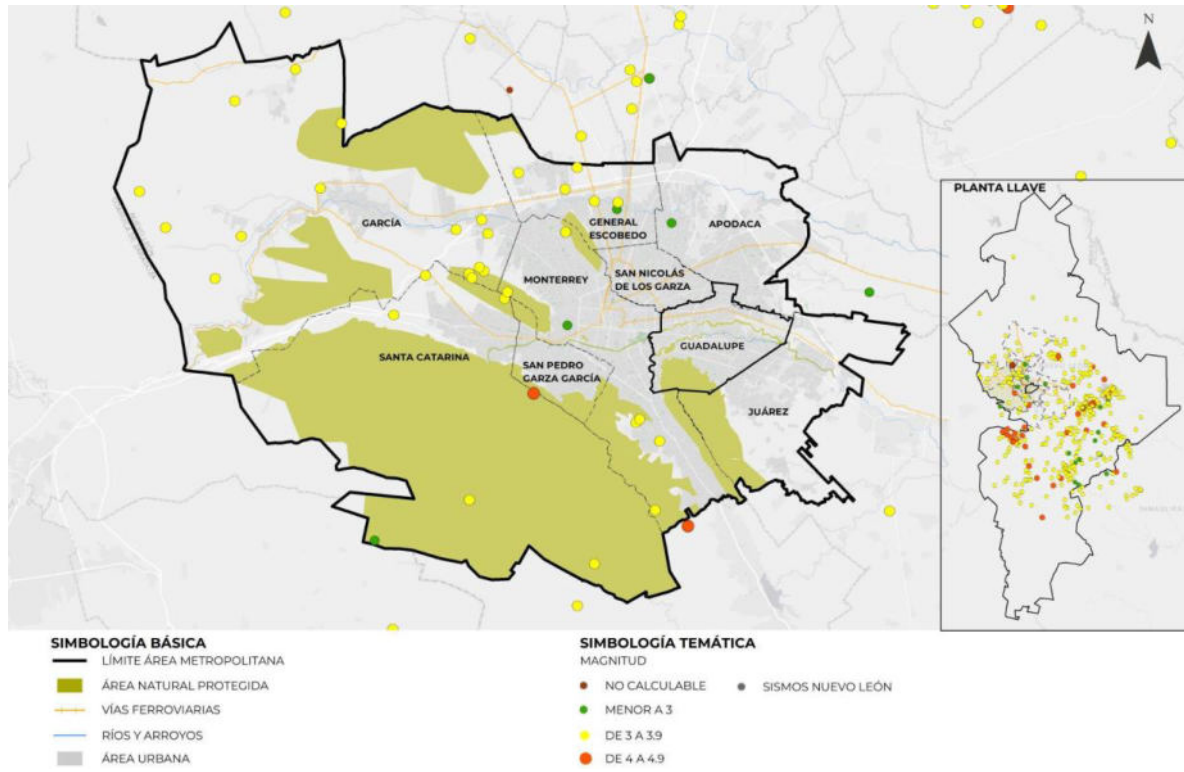 N
PLANTA LLAVE
GARCÍA
GENERAL
ESCOBEDO
APODACA
MONTERREY
SAN NICOLÁS
DE LOS GARZA
GUADALUPE
SANTA CATARINA
SAN PEDRO
GARZA GARCÍA
JUÁREZ
SIMBOLOGÍA BÁSICA
LÍMITE ÁREA METROPOLITANA
ÁREA NATURAL PROTEGIDA
VÍAS FERROVIARIAS
RÍOS Y ARROYOS
ÁREA URBANA
SIMBOLOGÍA TEMÁTICA
MAGNITUD
NO CALCULABLE
SISMOS NUEVO LEÓN
MENOR A 3
DE 3 A 3.9
DE 4 A 4.9